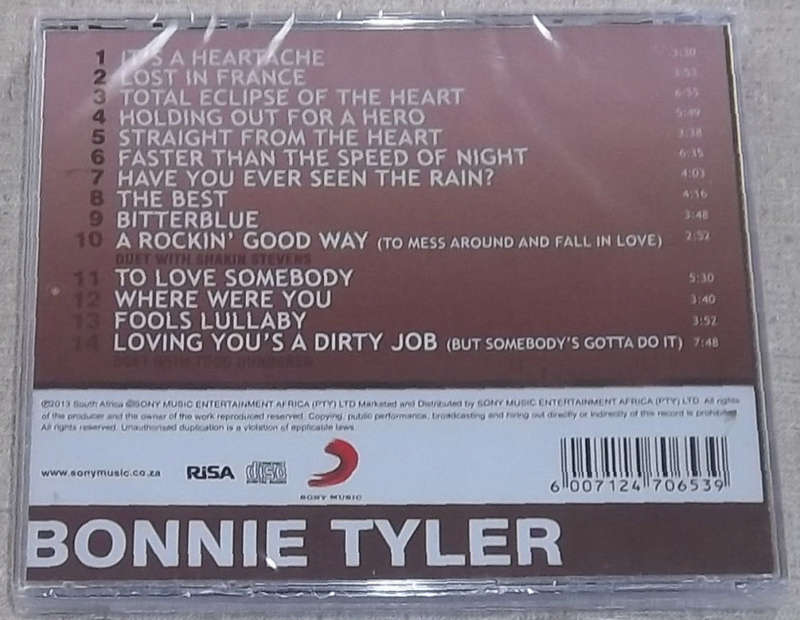 1 IT'S A HEARTACHE 3:30
2 LOST IN FRANCE 3:53
3 TOTAL ECLIPSE OF THE HEART 6:55
4 HOLDING OUT FOR A HERO 5:49
5 STRAIGHT FROM THE HEART 3:38
6 FASTER THAN THE SPEED OF NIGHT 6:35
7 HAVE YOU EVER SEEN THE RAIN? 4:03
8 THE BEST 4:16
9 BITTERBLUE 3:48
10 A ROCKIN' GOOD WAY (TO MESS AROUND AND FALL IN LOVE) 2:52
DUET WITH SHAKIN STEVENS
11 TO LOVE SOMEBODY 5:30
12 WHERE WERE YOU 3:40
13 FOOLS LULLABY 3:52
14 LOVING YOU'S A DIRTY JOB (BUT SOMEBODY'S GOTTA DO IT) 7:48
DUET WITH TODD RUNDGREN
℗2013 South Africa ©SONY MUSIC ENTERTAINMENT AFRICA (PTY) LTD Marketed and Distributed by SONY MUSIC ENTERTAINMENT AFRICA (PTY) LTD. All rights
of the producer and the owner of the work reproduced reserved. Copying, public performance, broadcasting and hiring out directly or indirectly of this record is prohibited
All rights reserved. Unauthorised duplication is a violation of applicable laws
www.sonymusic.co.za RiSA disc SONY MUSIC
6 007124 706539
BONNIE TYLER